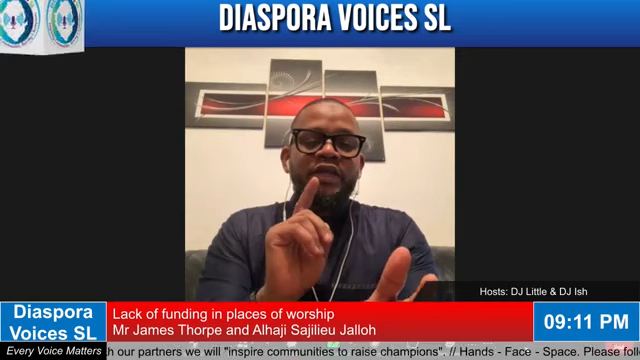 DIASPORA VOICES SL
Hosts: DJ Little & DJ Ish
Diaspora
Voices SL
Lack of funding in places of worship
Mr James Thorpe and Alhaji Sajilieu Jalloh
09:11 PM
Every Voice Matters
h our partners we will "inspire communities to raise champions". // Hands - Face - Space. Please foll